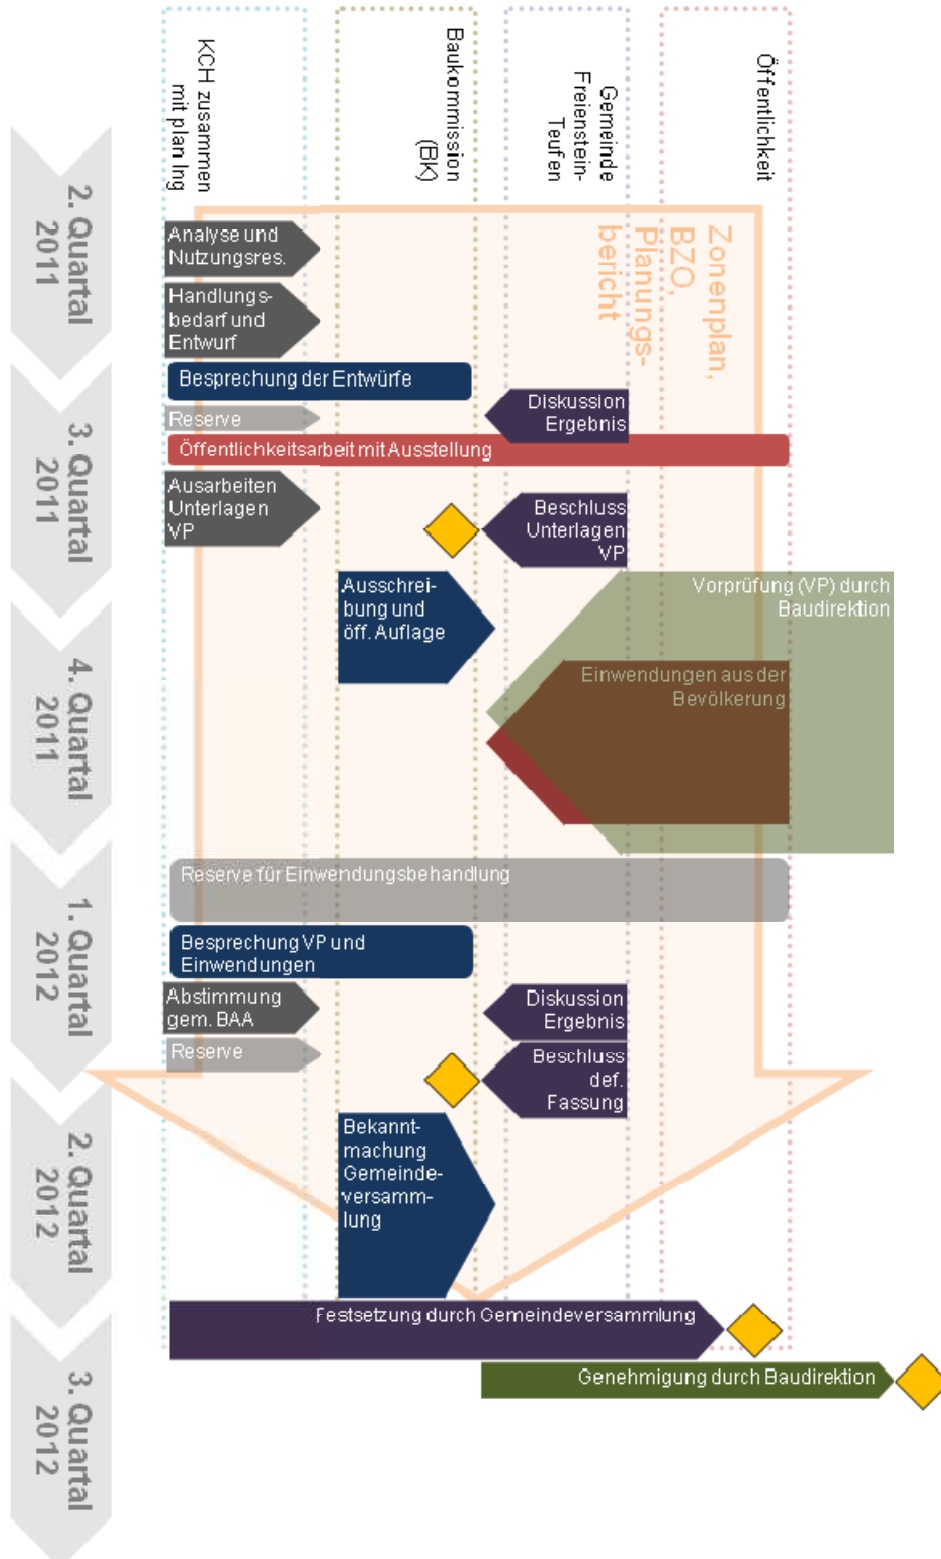 KCH zusammen
mit plan Ing
Baukommission
(BK)
Gemeinde
Freienstein-
Teufen
Öffentlichkeit
2. Quartal
2011
3. Quartal
2011
4. Quartal
2011
1. Quartal
2012
2. Quartal
2012
3. Quartal
2012
Zonenplan,
BZO,
Planungs-
bericht
Analyse und
Nutzungsres.
Handlungs-
bedarf und
Entwurf
Besprechung der Entwürfe
Diskussion
Ergebnis
Reserve
Öffentlichkeitsarbeit mit Ausstellung
Ausarbeiten
Unterlagen
VP
Beschluss
Unterlagen
VP
Ausschrei-
bung und
öff. Auflage
Vorprüfung (VP) durch
Baudirektion
Einwendungen aus der
Bevölkerung
Reserve für Einwendungsbehandlung
Besprechung VP und
Einwendungen
Abstimmung
gem. BAA
Diskussion
Ergebnis
Reserve
Beschluss
def.
Fassung
Bekannt-
machung
Gemeinde-
versamm-
lung
Festsetzung durch Gemeindeversammlung
Genehmigung durch Baudirektion